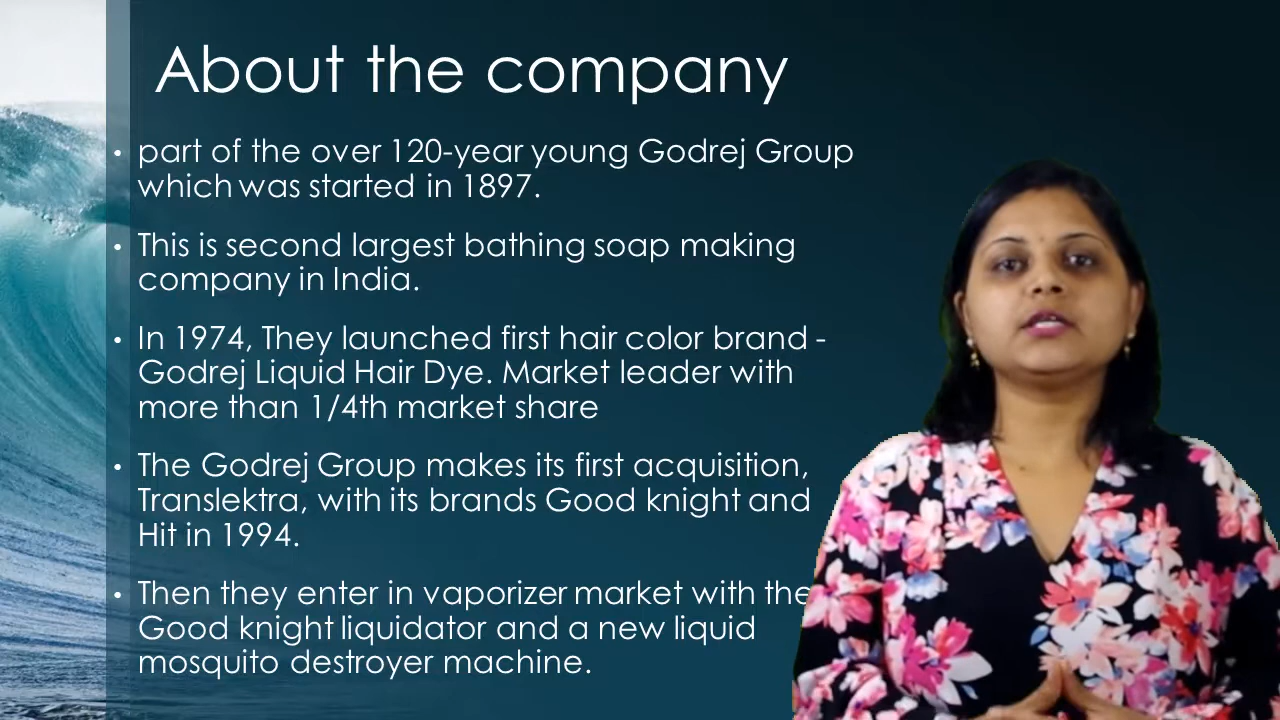 About the company
• part of the over 120-year young Godrej Group
which was started in 1897.
• This is second largest bathing soap making
company in India.
• In 1974, They launched first hair color brand -
Godrej Liquid Hair Dye. Market leader with
more than 1/4th market share
• The Godrej Group makes its first acquisition,
Translektra, with its brands Good knight and
Hit in 1994.
• Then they enter in vaporizer market with the
Good knight liquidator and a new liquid
mosquito destroyer machine.